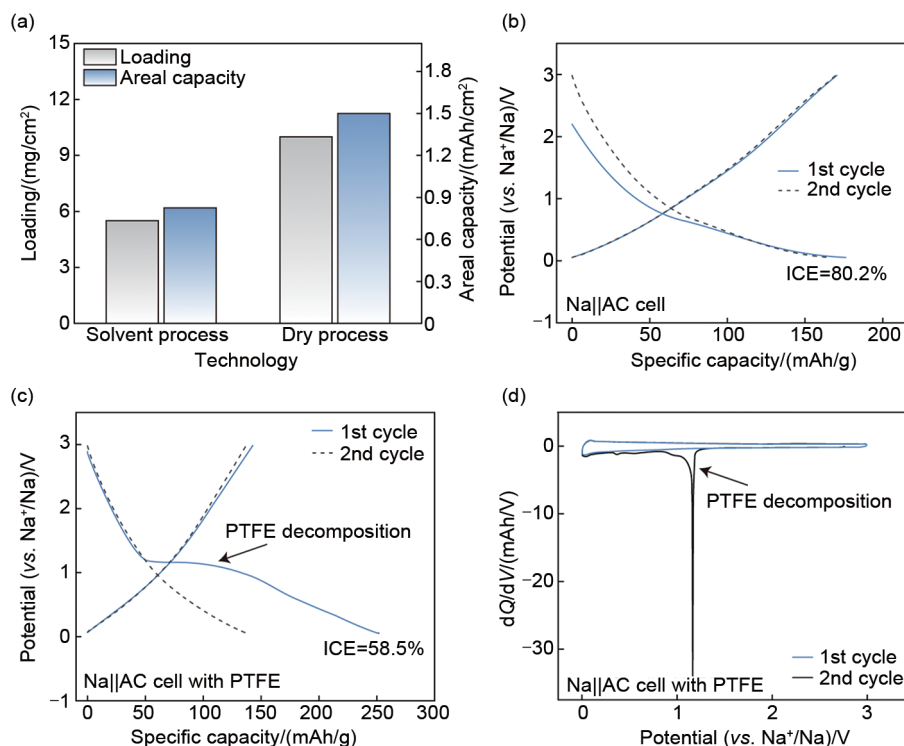 (a)
15
12
9
6
3
0
Loading/(mg/cm²)
Loading
Areal capacity
1.8
1.5
1.2
0.9
0.6
0.3
0
Areal capacity/(mAh/cm²)
Solvent process
Dry process
Technology
(b)
3
2
1
0
−1
Potential (vs. Na⁺/Na)/V
1st cycle
2nd cycle
ICE=80.2%
Na||AC cell
0
50
100
150
200
Specific capacity/(mAh/g)
(c)
3
2
1
0
−1
Potential (vs. Na⁺/Na)/V
1st cycle
2nd cycle
PTFE decomposition
ICE=58.5%
Na||AC cell with PTFE
0
50
100
150
200
250
300
Specific capacity/(mAh/g)
(d)
0
−10
−20
−30
dQ/dV/(mAh/V)
PTFE decomposition
1st cycle
2nd cycle
Na||AC cell with PTFE
0
1
2
3
Potential (vs. Na⁺/Na)/V